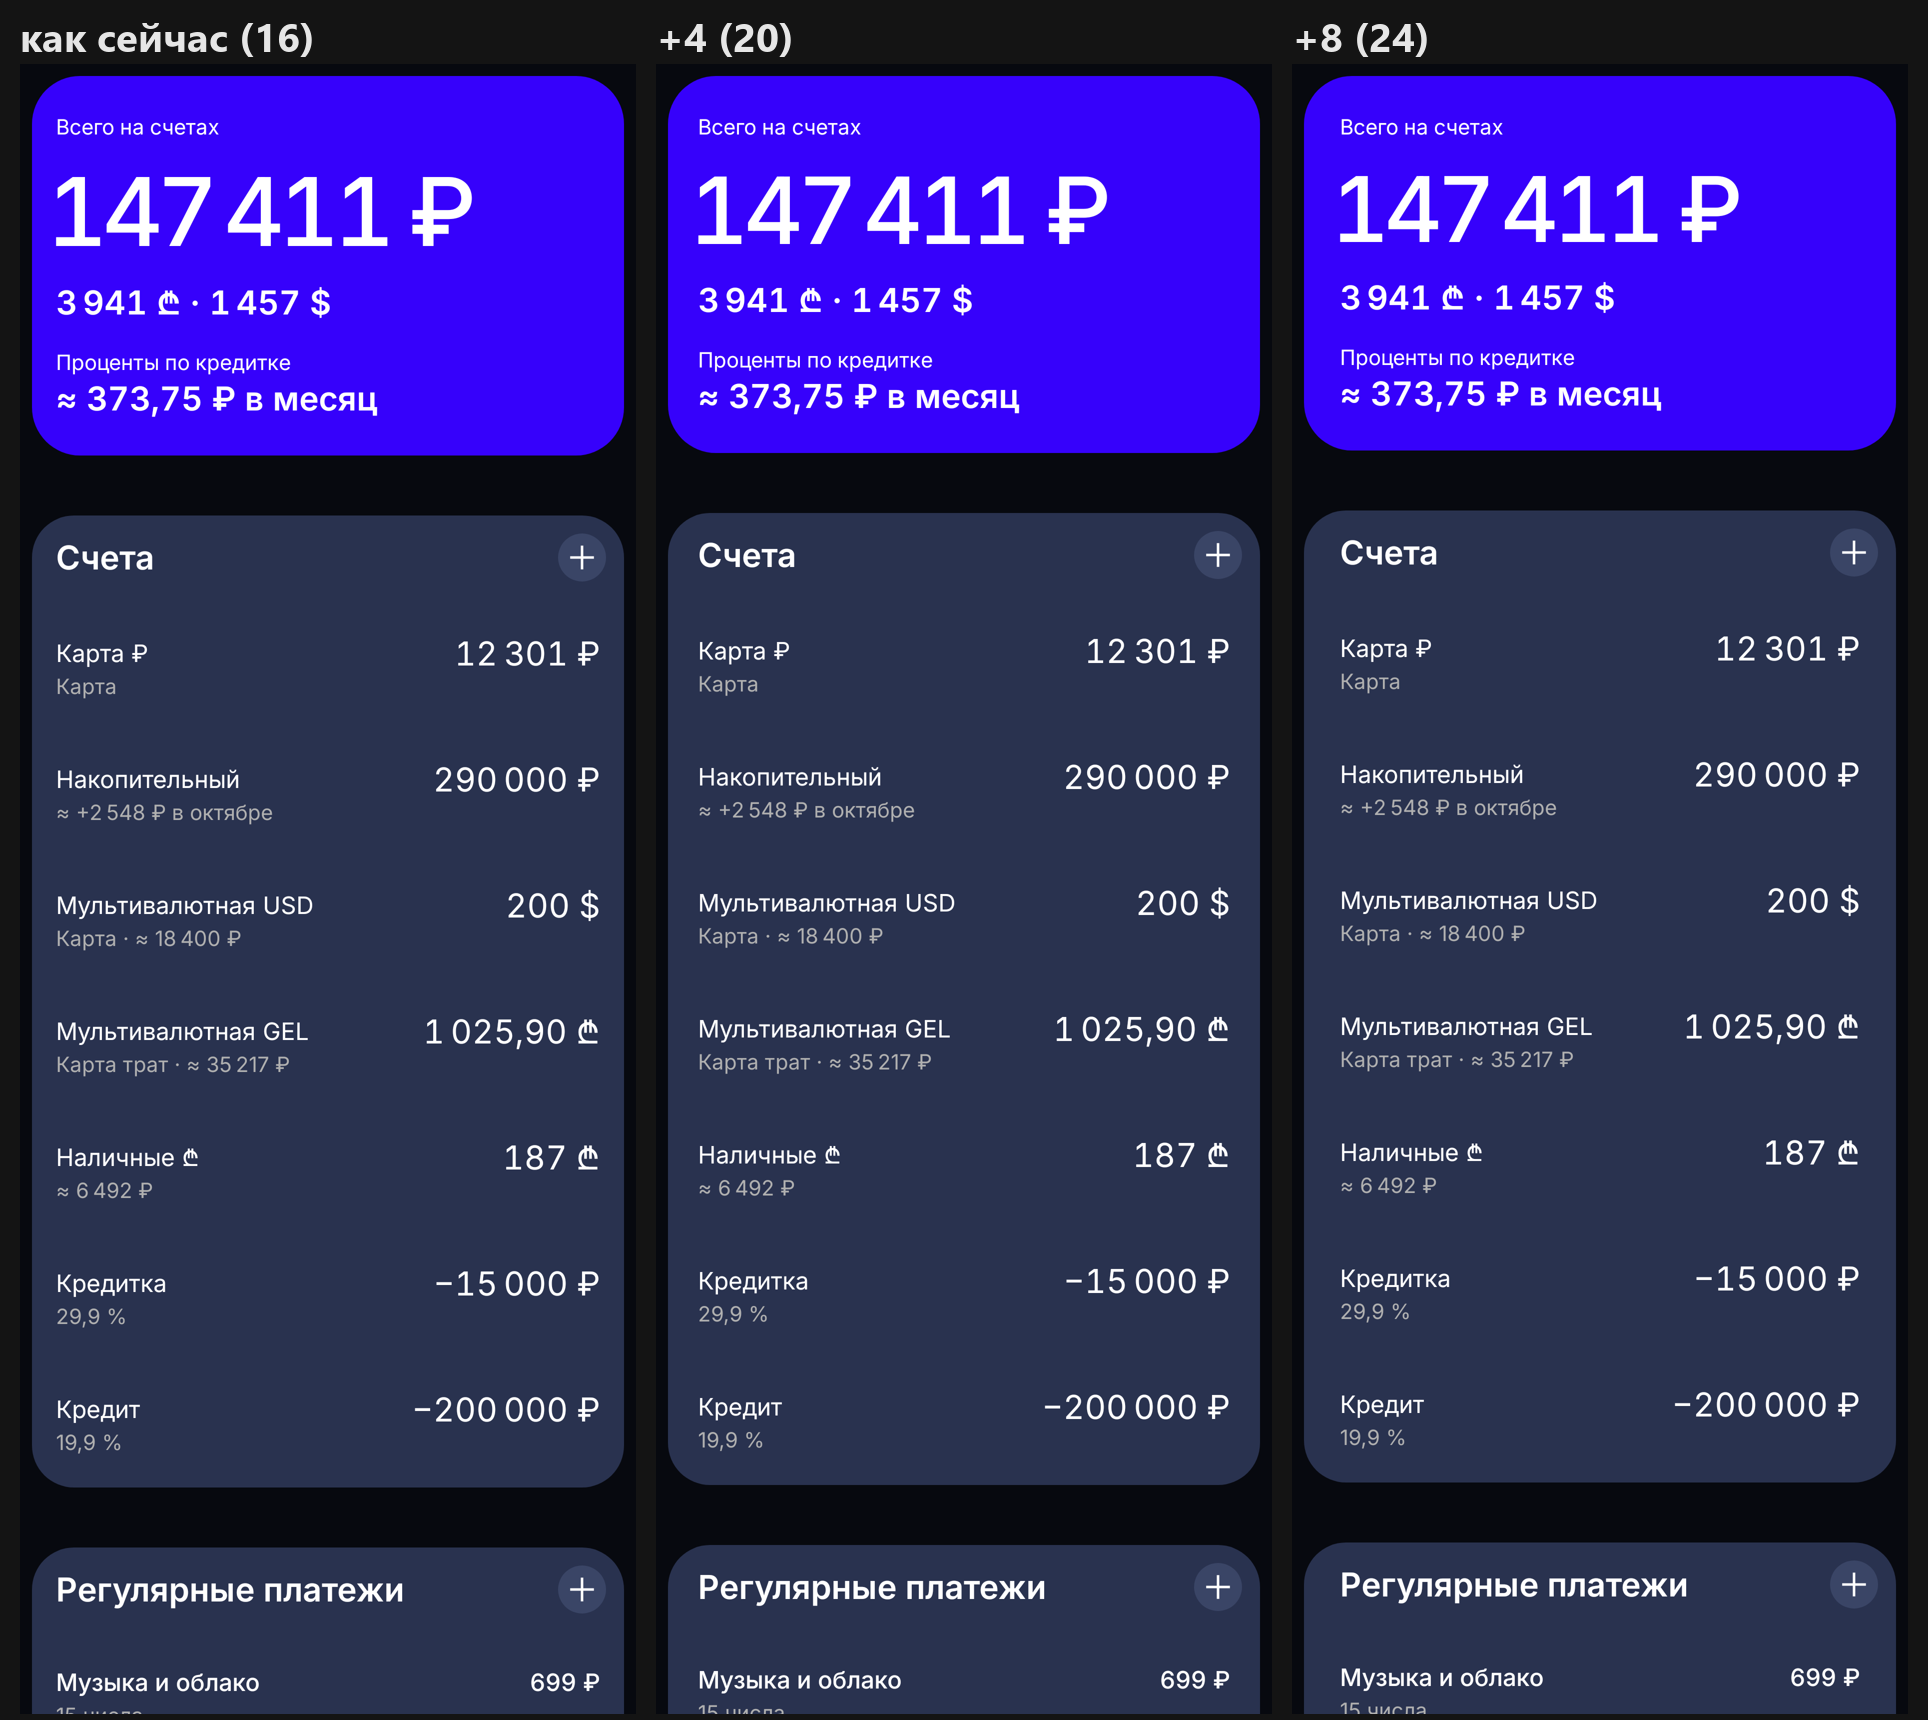 как сейчас (16)
Всего на счетах
147 411 ₽
3 941 ₾ · 1 457 $
Проценты по кредитке
≈ 373,75 ₽ в месяц
Счета
Карта ₽ 12 301 ₽
Карта
Накопительный 290 000 ₽
≈ +2 548 ₽ в октябре
Мультивалютная USD 200 $
Карта · ≈ 18 400 ₽
Мультивалютная GEL 1 025,90 ₾
Карта трат · ≈ 35 217 ₽
Наличные ₾ 187 ₾
≈ 6 492 ₽
Кредитка −15 000 ₽
29,9 %
Кредит −200 000 ₽
19,9 %
Регулярные платежи
Музыка и облако 699 ₽
15 числа
+4 (20)
Всего на счетах
147 411 ₽
3 941 ₾ · 1 457 $
Проценты по кредитке
≈ 373,75 ₽ в месяц
Счета
Карта ₽ 12 301 ₽
Карта
Накопительный 290 000 ₽
≈ +2 548 ₽ в октябре
Мультивалютная USD 200 $
Карта · ≈ 18 400 ₽
Мультивалютная GEL 1 025,90 ₾
Карта трат · ≈ 35 217 ₽
Наличные ₾ 187 ₾
≈ 6 492 ₽
Кредитка −15 000 ₽
29,9 %
Кредит −200 000 ₽
19,9 %
Регулярные платежи
Музыка и облако 699 ₽
15 числа
+8 (24)
Всего на счетах
147 411 ₽
3 941 ₾ · 1 457 $
Проценты по кредитке
≈ 373,75 ₽ в месяц
Счета
Карта ₽ 12 301 ₽
Карта
Накопительный 290 000 ₽
≈ +2 548 ₽ в октябре
Мультивалютная USD 200 $
Карта · ≈ 18 400 ₽
Мультивалютная GEL 1 025,90 ₾
Карта трат · ≈ 35 217 ₽
Наличные ₾ 187 ₾
≈ 6 492 ₽
Кредитка −15 000 ₽
29,9 %
Кредит −200 000 ₽
19,9 %
Регулярные платежи
Музыка и облако 699 ₽
15 числа